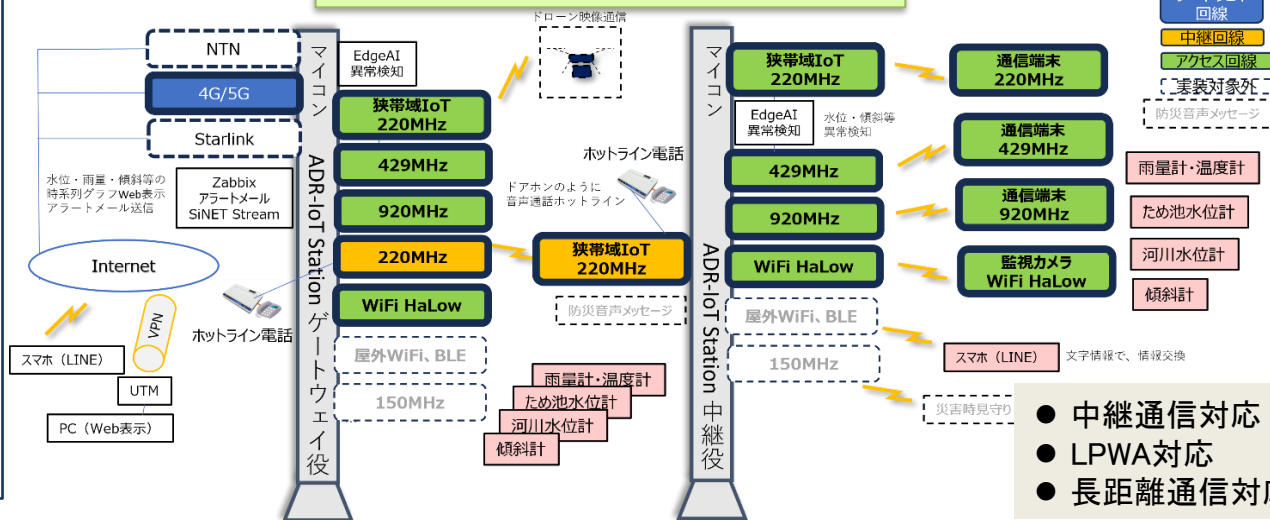 NTN
4G/5G
Starlink
水位・雨量・傾斜等の
時系列グラフWeb表示
アラートメール送信
Zabbix
アラートメール
SiNET Stream
Internet
スマホ（LINE）
VPN
UTM
PC（Web表示）
ホットライン電話
マイコン
ADR-IoT Station ゲートウェイ役
EdgeAI
異常検知
狭帯域IoT
220MHz
429MHz
920MHz
220MHz
WiFi HaLow
屋外WiFi、BLE
150MHz
ドローン映像通信
ホットライン電話
ドアホンのように
音声通話ホットライン
狭帯域IoT
220MHz
防災音声メッセージ
雨量計・温度計
ため池水位計
河川水位計
傾斜計
マイコン
ADR-IoT Station 中継役
狭帯域IoT
220MHz
EdgeAI
異常検知
水位・傾斜等
異常検知
429MHz
920MHz
WiFi HaLow
屋外WiFi、BLE
150MHz
通信端末
220MHz
通信端末
429MHz
通信端末
920MHz
監視カメラ
WiFi HaLow
スマホ（LINE）
文字情報で、情報交換
災害時見守り
回線
中継回線
アクセス回線
実装対象外
防災音声メッセージ
雨量計・温度計
ため池水位計
河川水位計
傾斜計
● 中継通信対応
● LPWA対応
● 長距離通信対応